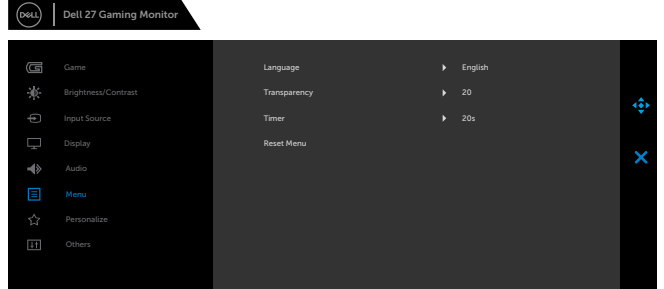 DELL
Dell 27 Gaming Monitor
Game
Brightness/Contrast
Input Source
Display
Audio
Menu
Personalize
Others
Language English
Transparency 20
Timer 20s
Reset Menu